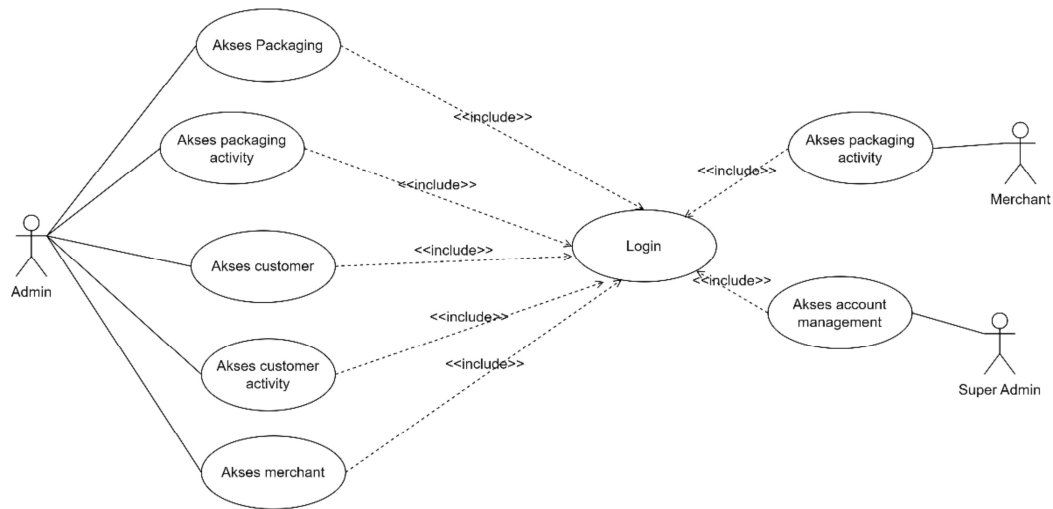 Akses Packaging
<<include>>
Akses packaging
activity
<<include>>
Akses packaging
activity
<<include>>
Merchant
Admin
Akses customer
<<include>>
Login
<<include>>
Akses account
management
Super Admin
Akses customer
activity
<<include>>
Akses merchant
<<include>>